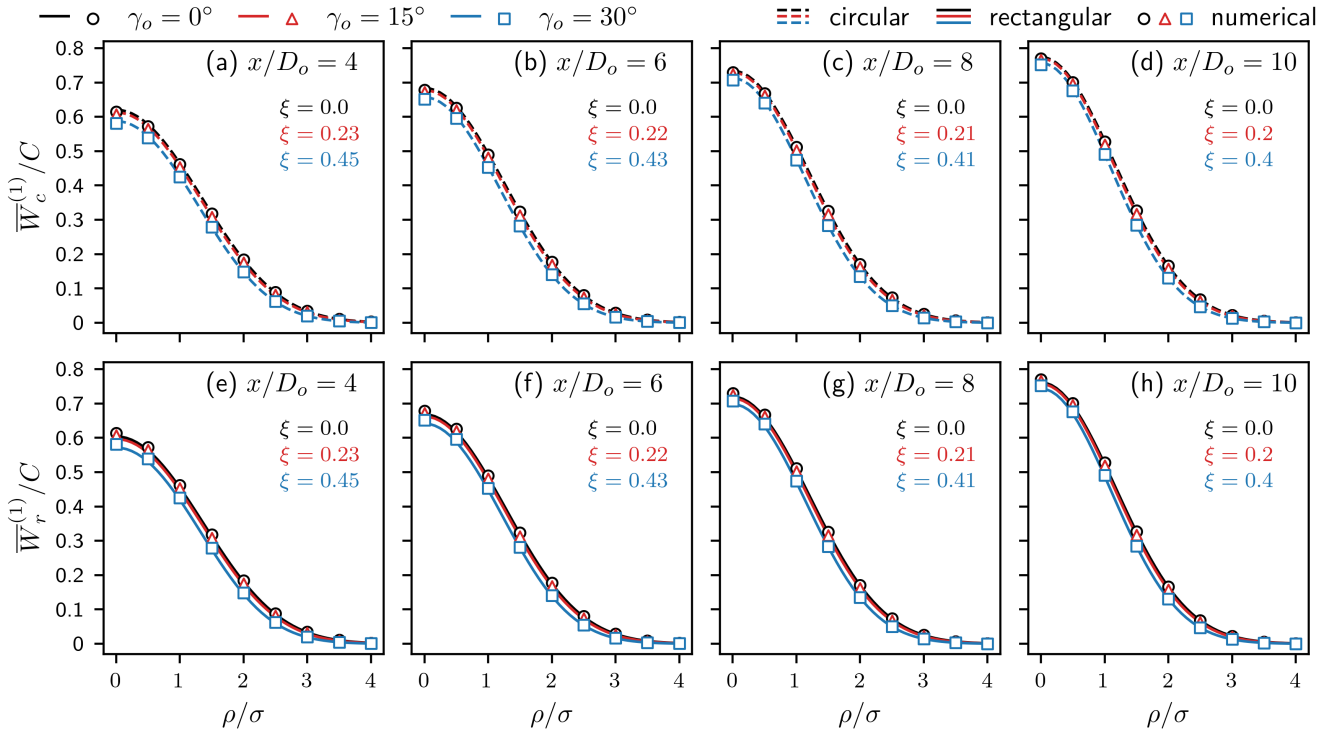 γₒ = 0° γₒ = 15° γₒ = 30° circular rectangular numerical
(a) x/Dₒ = 4
ξ = 0.0
ξ = 0.23
ξ = 0.45
0.8
0.7
0.6
0.5
0.4
0.3
0.2
0.1
0
W̅_c^(1)/C
(b) x/Dₒ = 6
ξ = 0.0
ξ = 0.22
ξ = 0.43
(c) x/Dₒ = 8
ξ = 0.0
ξ = 0.21
ξ = 0.41
(d) x/Dₒ = 10
ξ = 0.0
ξ = 0.2
ξ = 0.4
(e) x/Dₒ = 4
ξ = 0.0
ξ = 0.23
ξ = 0.45
0.8
0.7
0.6
0.5
0.4
0.3
0.2
0.1
0
W̅_r^(1)/C
0 1 2 3 4
ρ/σ
(f) x/Dₒ = 6
ξ = 0.0
ξ = 0.22
ξ = 0.43
0 1 2 3 4
ρ/σ
(g) x/Dₒ = 8
ξ = 0.0
ξ = 0.21
ξ = 0.41
0 1 2 3 4
ρ/σ
(h) x/Dₒ = 10
ξ = 0.0
ξ = 0.2
ξ = 0.4
0 1 2 3 4
ρ/σ